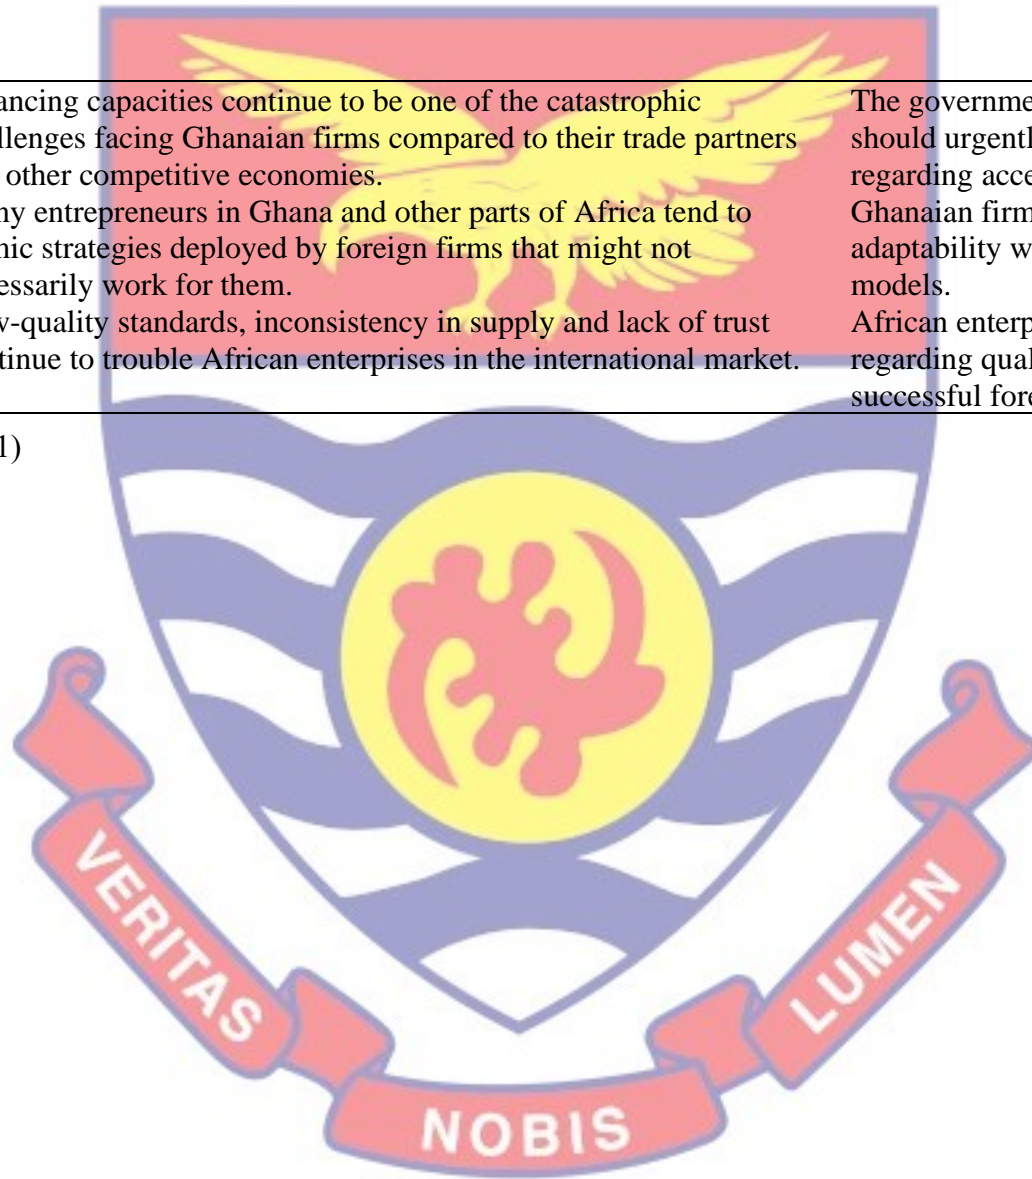 ancing capacities continue to be one of the catastrophic
llenges facing Ghanaian firms compared to their trade partners
other competitive economies.
ny entrepreneurs in Ghana and other parts of Africa tend to
mic strategies deployed by foreign firms that might not
essarily work for them.
w-quality standards, inconsistency in supply and lack of trust
tinue to trouble African enterprises in the international market.
The governme
should urgentl
regarding acce
Ghanaian firm
adaptability w
models.
African enterp
regarding qual
successful fore
1)
VERITAS
NOBIS
LUMEN